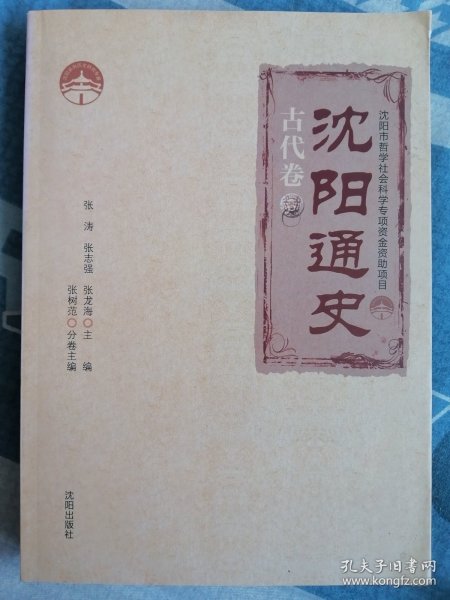 沈阳市哲学社会科学专项资金资助项目
沈阳通史
古代卷
张涛 张志强 张龙海 主编
张树范 分卷主编
沈阳出版社
孔夫子旧书网
www.kongfz.com